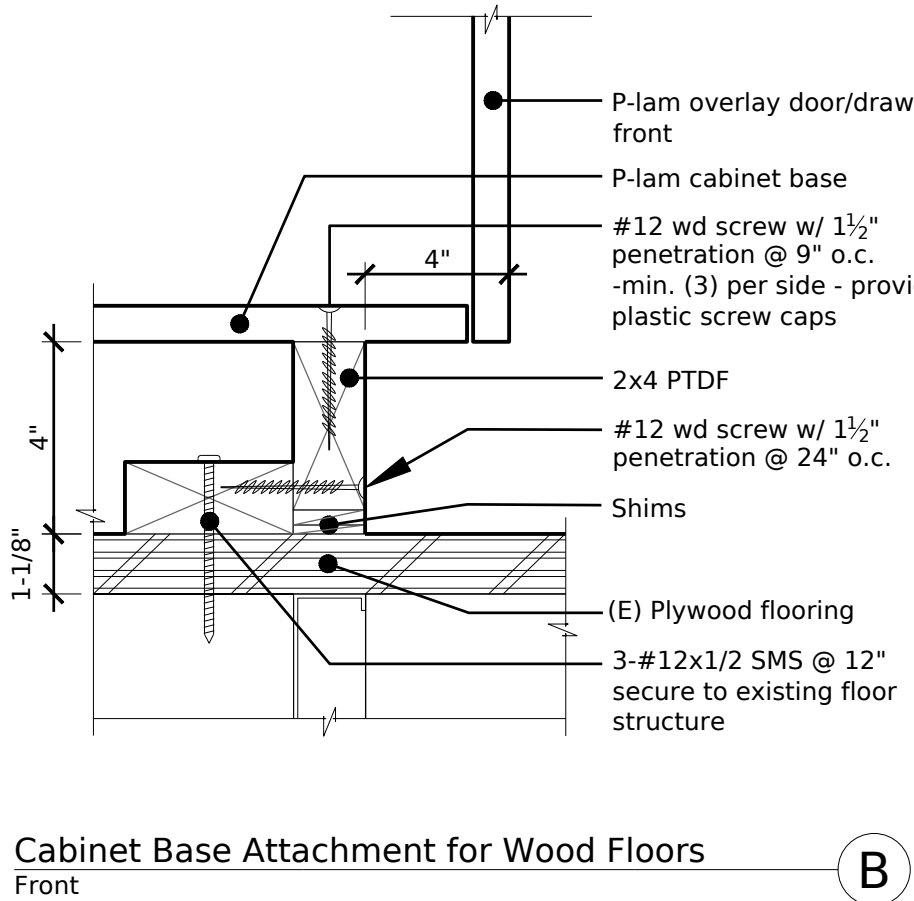 P-lam overlay door/draw
front
P-lam cabinet base
#12 wd screw w/ 1½"
penetration @ 9" o.c.
-min. (3) per side - provi
plastic screw caps
4"
2x4 PTDF
4"
#12 wd screw w/ 1½"
penetration @ 24" o.c.
Shims
1-1/8"
(E) Plywood flooring
3-#12x1/2 SMS @ 12"
secure to existing floor
structure
Cabinet Base Attachment for Wood Floors
Front
B